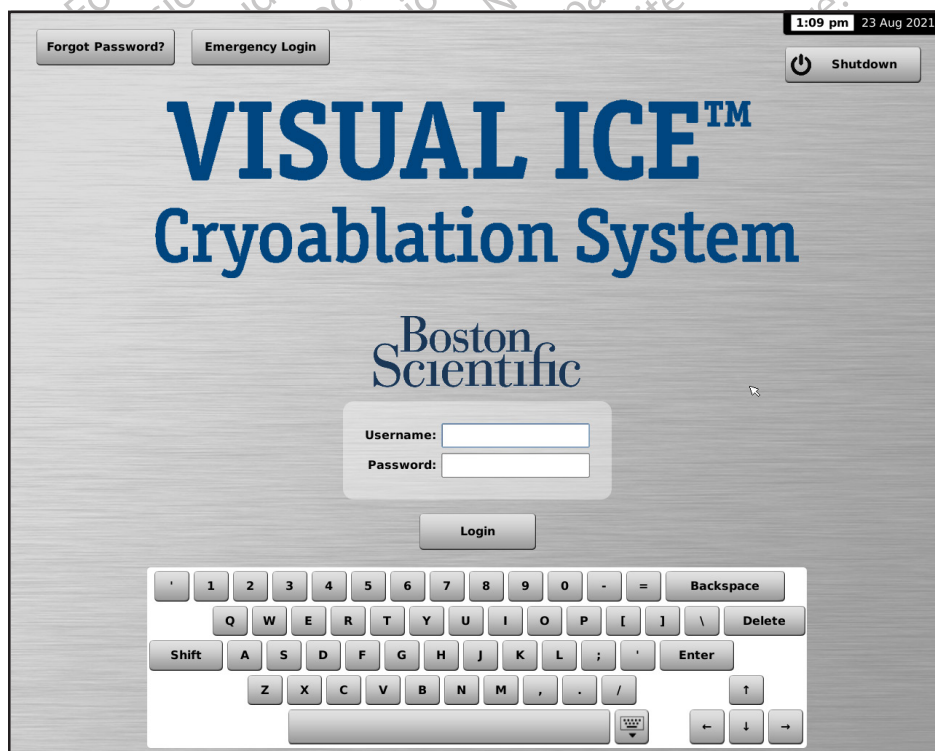 1:09 pm 23 Aug 2021
Forgot Password? Emergency Login
Shutdown
VISUAL ICE™
Cryoablation System
Boston
Scientific
Username:
Password:
Login
' 1 2 3 4 5 6 7 8 9 0 - = Backspace
Q W E R T Y U I O P [ ] \ Delete
Shift A S D F G H J K L ; ' Enter
Z X C V B N M , . / ↑
← ↓ →